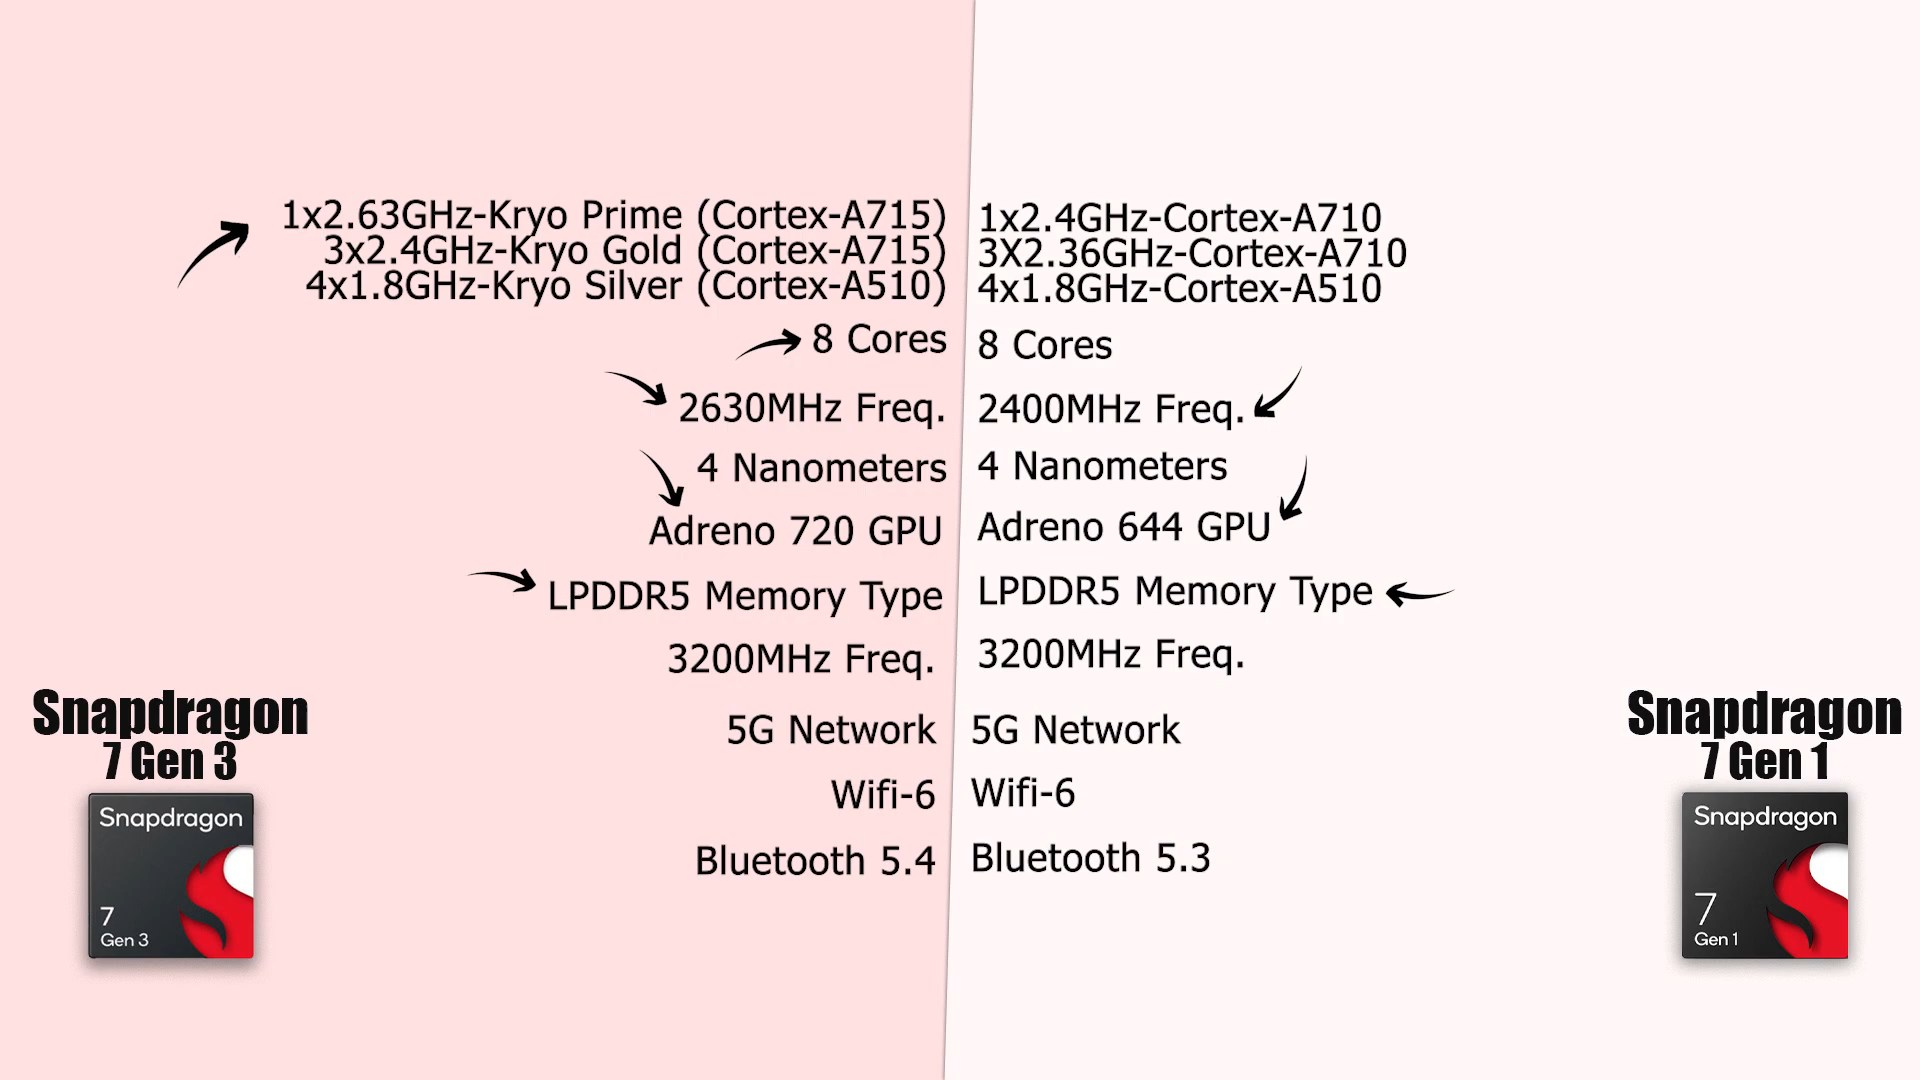 1x2.63GHz-Kryo Prime (Cortex-A715)
3x2.4GHz-Kryo Gold (Cortex-A715)
4x1.8GHz-Kryo Silver (Cortex-A510)
8 Cores
2630MHz Freq.
4 Nanometers
Adreno 720 GPU
LPDDR5 Memory Type
3200MHz Freq.
5G Network
Wifi-6
Bluetooth 5.4
Snapdragon
7 Gen 3
Snapdragon
7
Gen 3
1x2.4GHz-Cortex-A710
3X2.36GHz-Cortex-A710
4x1.8GHz-Cortex-A510
8 Cores
2400MHz Freq.
4 Nanometers
Adreno 644 GPU
LPDDR5 Memory Type
3200MHz Freq.
5G Network
Wifi-6
Bluetooth 5.3
Snapdragon
7 Gen 1
Snapdragon
7
Gen 1